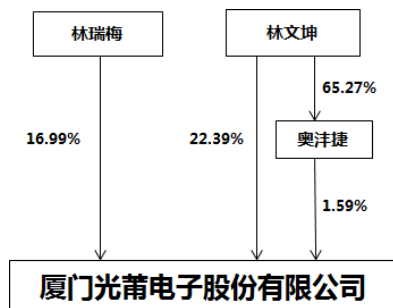 林瑞梅
林文坤
65.27%
16.99%
22.39%
奥沣捷
1.59%
厦门光莆电子股份有限公司